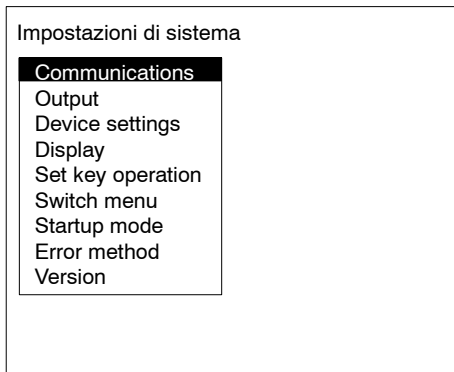 Impostazioni di sistema
Communications
Output
Device settings
Display
Set key operation
Switch menu
Startup mode
Error method
Version